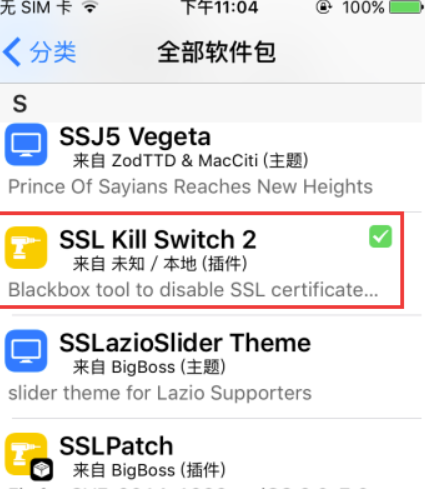 无 SIM 卡 下午11:04 100%
分类 全部软件包
S
SSJ5 Vegeta
来自 ZodTTD & MacCiti (主题)
Prince Of Sayians Reaches New Heights
SSL Kill Switch 2
来自 未知 / 本地 (插件)
Blackbox tool to disable SSL certificate...
SSLazioSlider Theme
来自 BigBoss (主题)
slider theme for Lazio Supporters
SSLPatch
来自 BigBoss (插件)